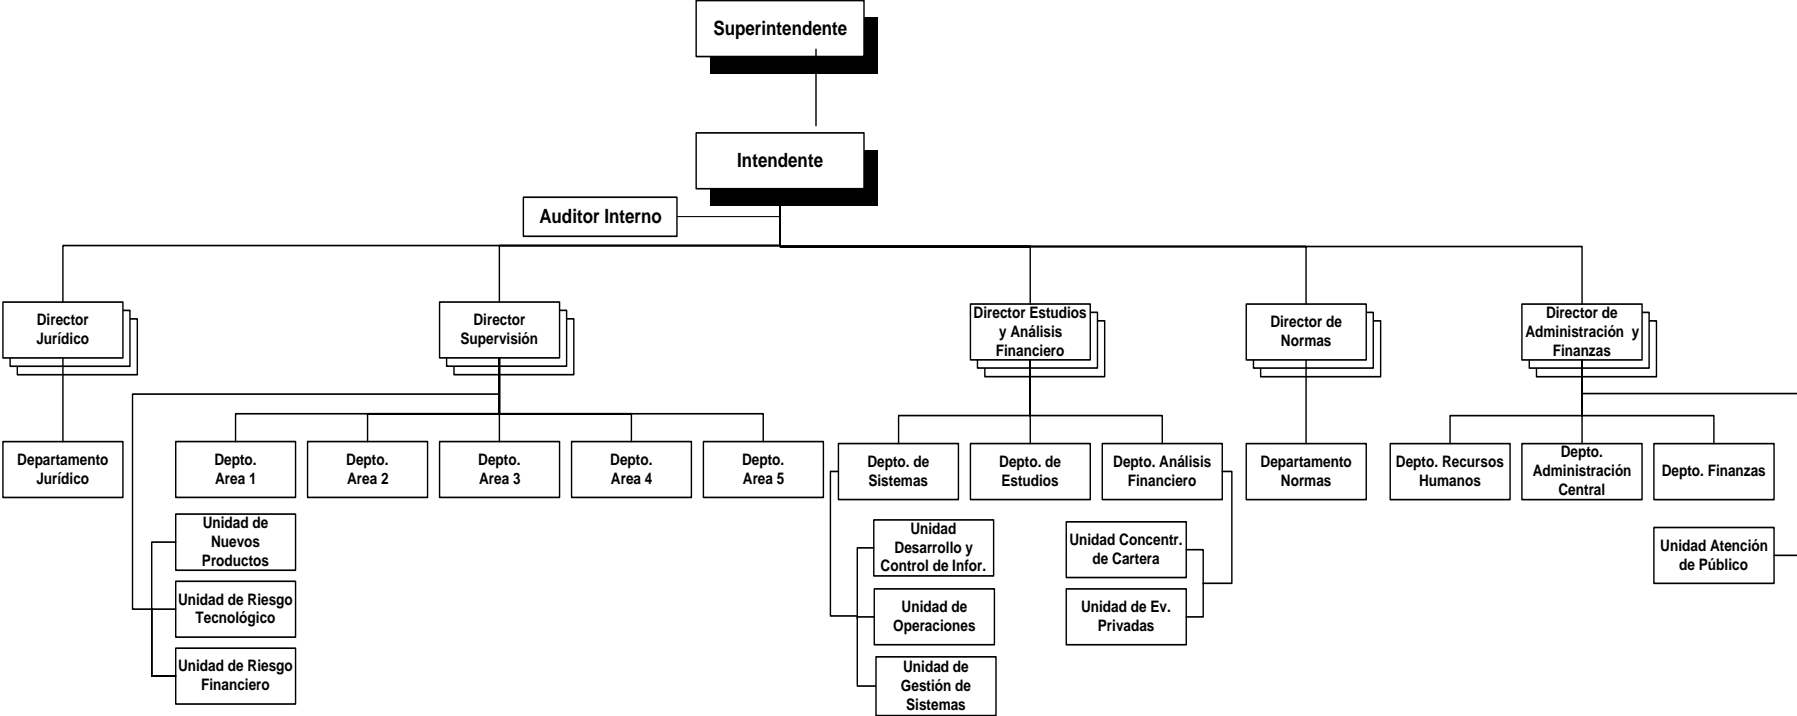 Superintendente
Intendente
Auditor Interno
Director
Jurídico
Director
Supervisión
Director Estudios
y Análisis
Financiero
Director de
Normas
Director de
Administración y
Finanzas
Departamento
Jurídico
Depto.
Area 1
Depto.
Area 2
Depto.
Area 3
Depto.
Area 4
Depto.
Area 5
Depto. de
Sistemas
Depto. de
Estudios
Depto. Análisis
Financiero
Departamento
Normas
Depto. Recursos
Humanos
Depto.
Administración
Central
Depto. Finanzas
Unidad de
Nuevos
Productos
Unidad
Desarrollo y
Control de Infor.
Unidad Concentr.
de Cartera
Unidad Atención
de Público
Unidad de Riesgo
Tecnológico
Unidad de
Operaciones
Unidad de Ev.
Privadas
Unidad de Riesgo
Financiero
Unidad de
Gestión de
Sistemas